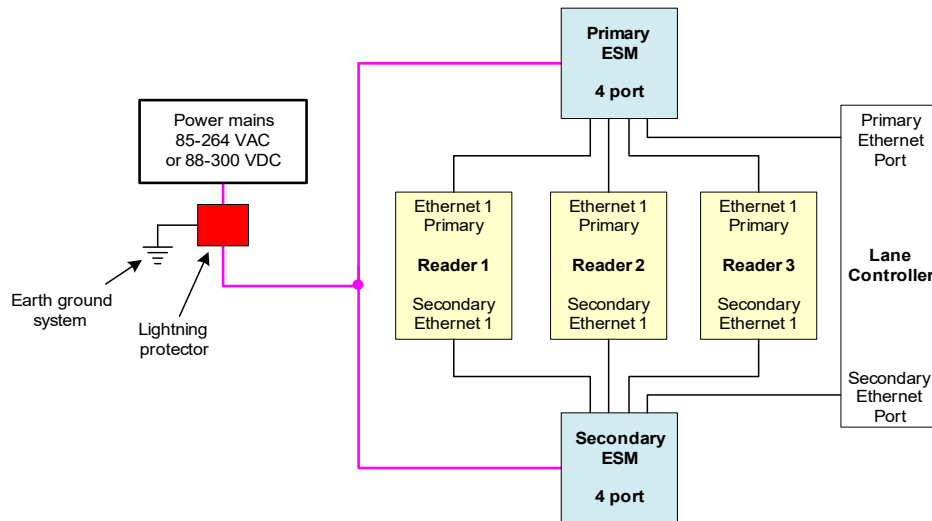 Primary
ESM
4 port
Power mains
85-264 VAC
or 88-300 VDC
Primary
Ethernet
Port
Ethernet 1
Primary
Reader 1
Secondary
Ethernet 1
Ethernet 1
Primary
Reader 2
Secondary
Ethernet 1
Ethernet 1
Primary
Reader 3
Secondary
Ethernet 1
Lane
Controller
Earth ground
system
Lightning
protector
Secondary
Ethernet
Port
Secondary
ESM
4 port